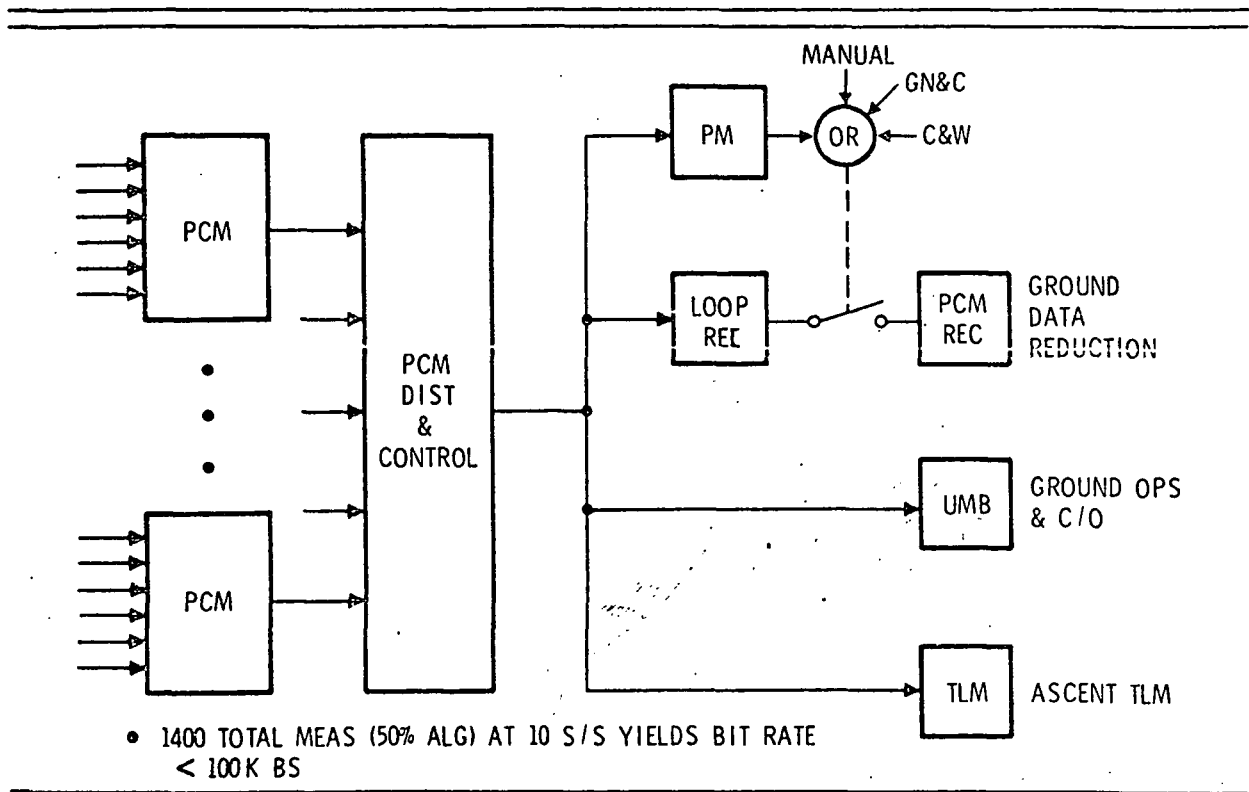 MANUAL
GN&C
PM
OR
C&W
PCM
LOOP
REC
PCM
REC
GROUND
DATA
REDUCTION
PCM
DIST
&
CONTROL
UMB
GROUND OPS
& C/O
PCM
TLM
ASCENT TLM
• 1400 TOTAL MEAS (50% ALG) AT 10 S/S YIELDS BIT RATE
< 100K BS